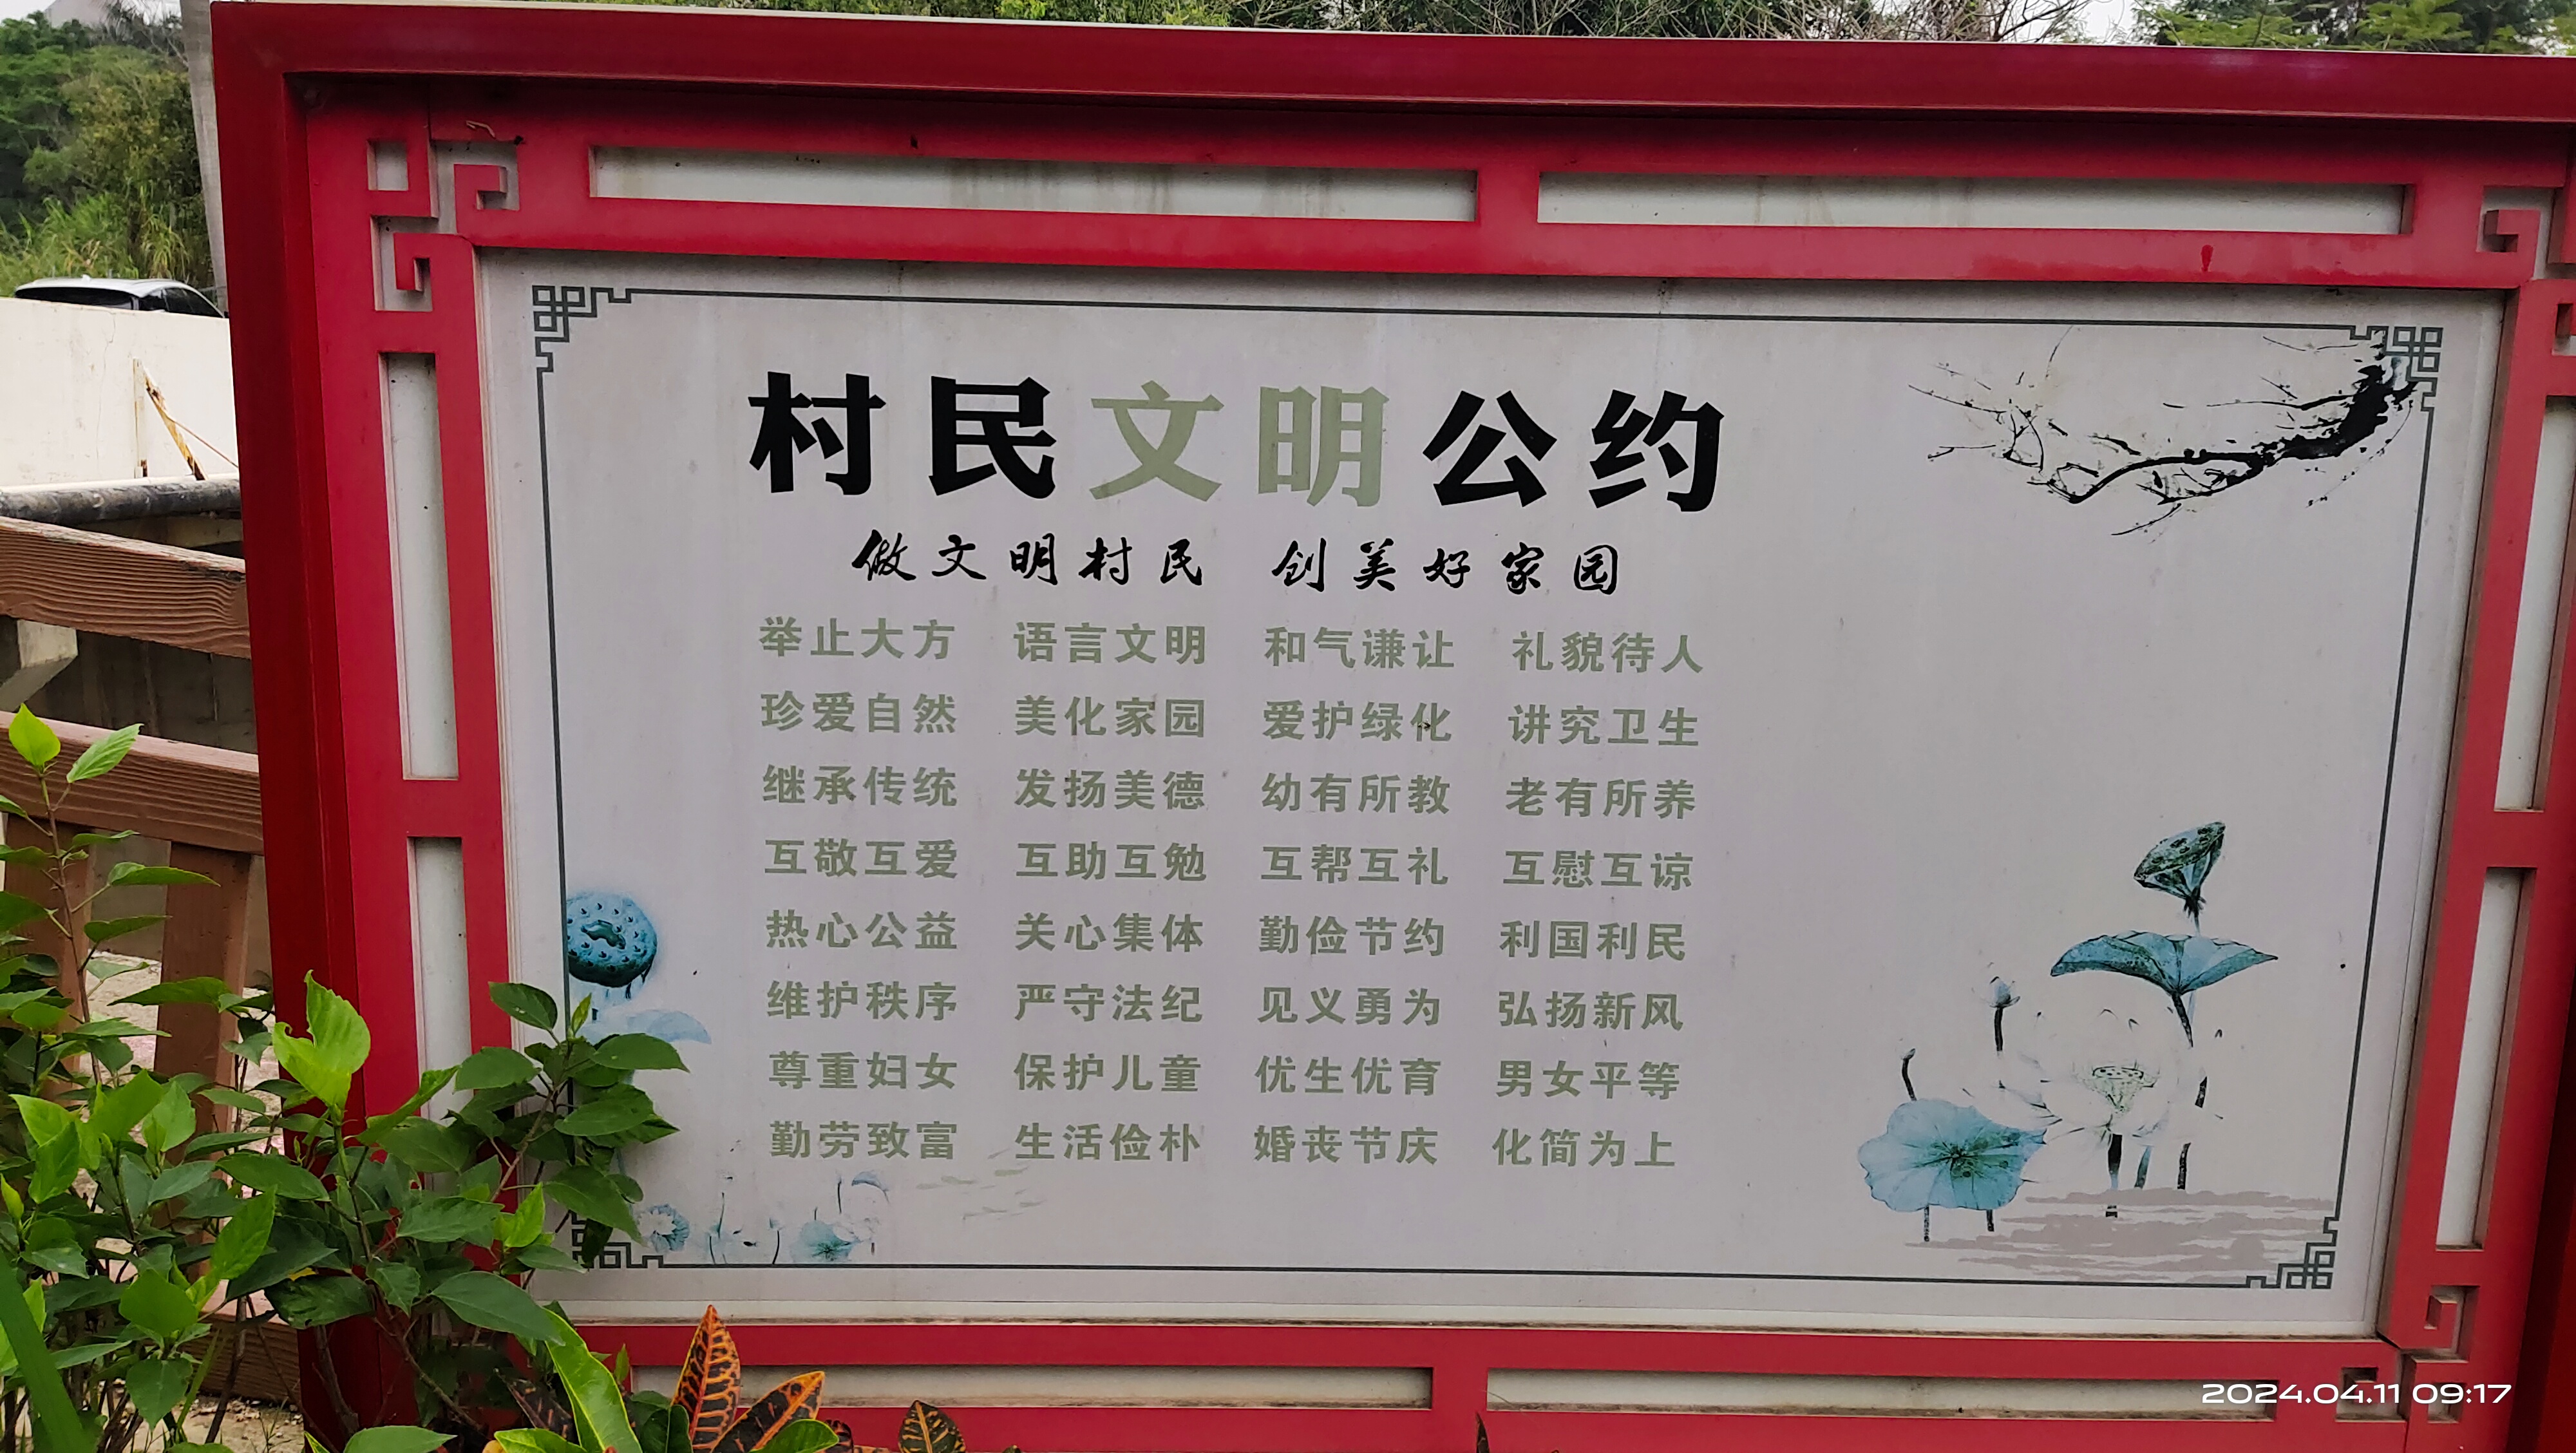 村民文明公约
做文明村民 创美好家园
举止大方 语言文明 和气谦让 礼貌待人
珍爱自然 美化家园 爱护绿化 讲究卫生
继承传统 发扬美德 幼有所教 老有所养
互敬互爱 互助互勉 互帮互礼 互慰互谅
热心公益 关心集体 勤俭节约 利国利民
维护秩序 严守法纪 见义勇为 弘扬新风
尊重妇女 保护儿童 优生优育 男女平等
勤劳致富 生活俭朴 婚丧节庆 化简为上
2024.04.11 09:17